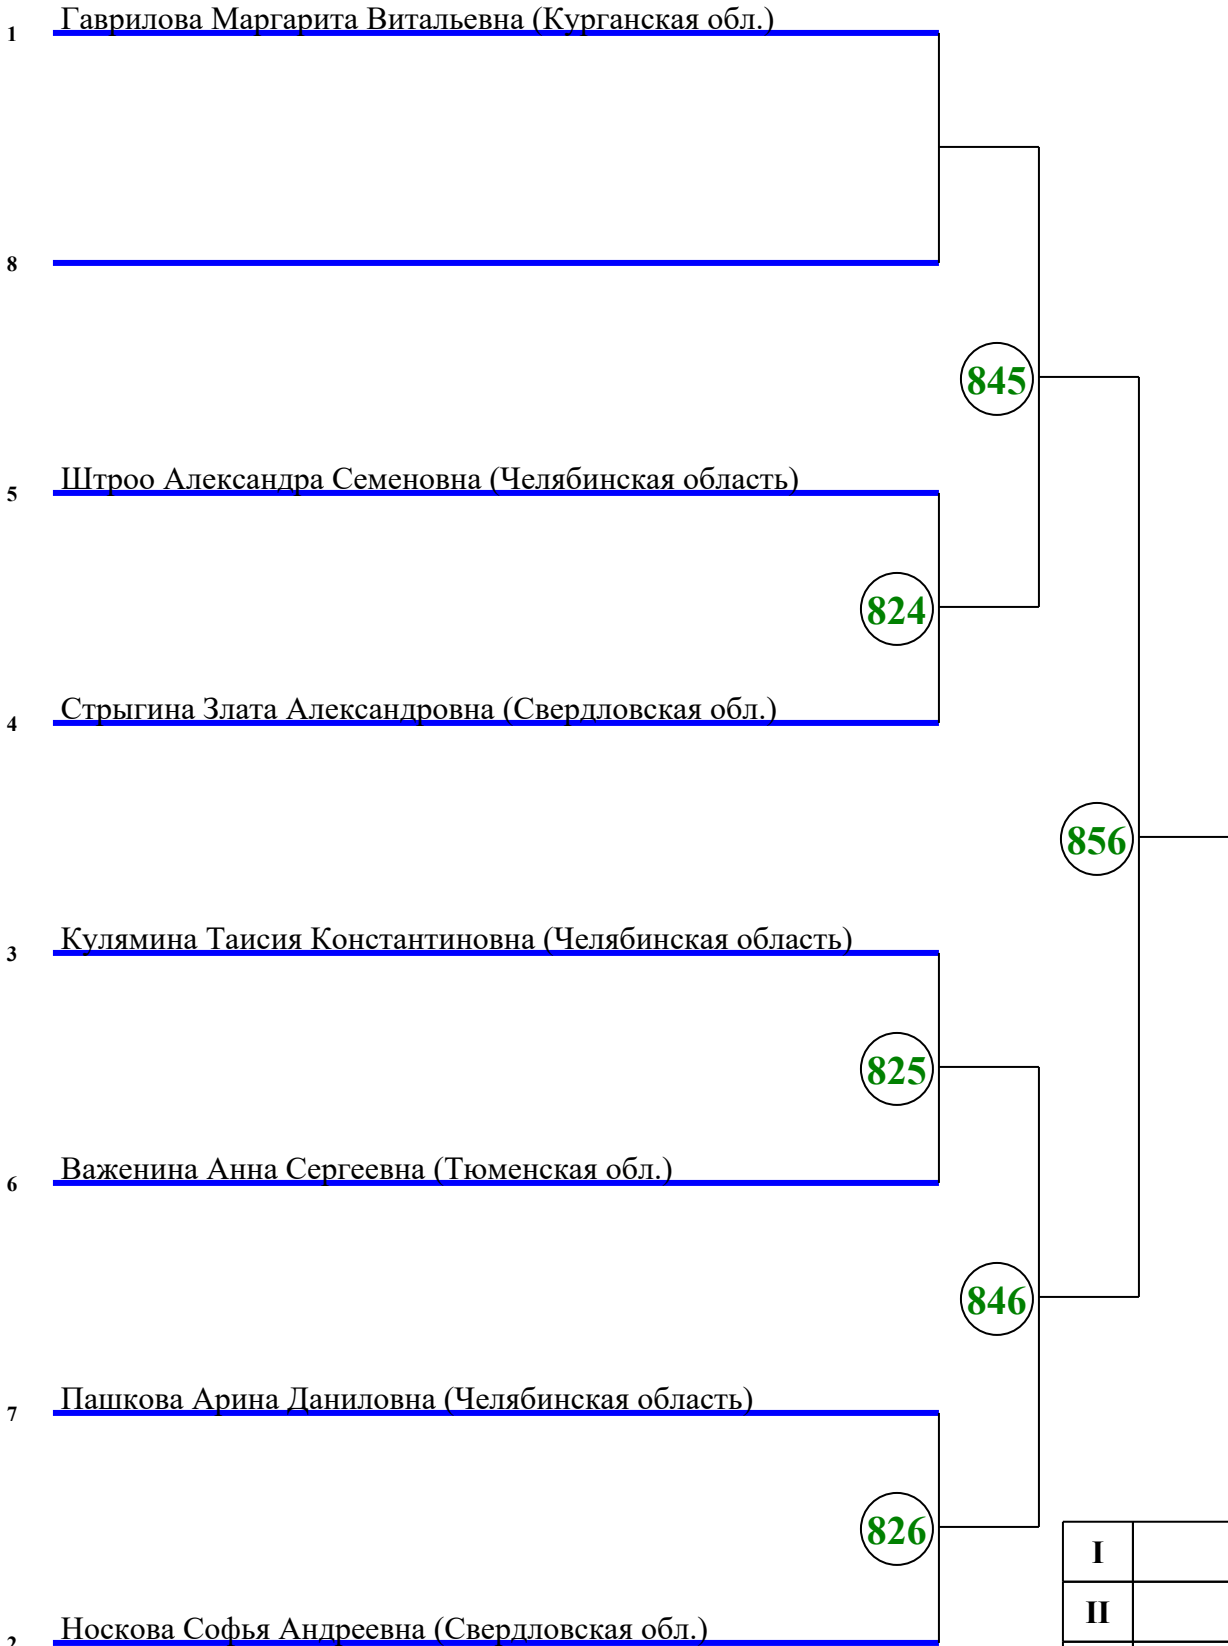 1 Гаврилова Маргарита Витальевна (Курганская обл.)
8
845
5 Штроо Александра Семеновна (Челябинская область)
824
4 Стрыгина Злата Александровна (Свердловская обл.)
856
3 Кулямина Таисия Константиновна (Челябинская область)
825
6 Важенина Анна Сергеевна (Тюменская обл.)
846
7 Пашкова Арина Даниловна (Челябинская область)
826
I
II
2 Носкова Софья Андреевна (Свердловская обл.)